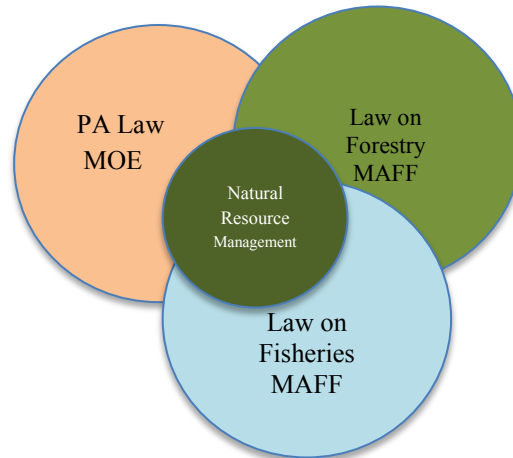 PA Law
MOE
Law on
Forestry
MAFF
Natural
Resource
Management
Law on
Fisheries
MAFF